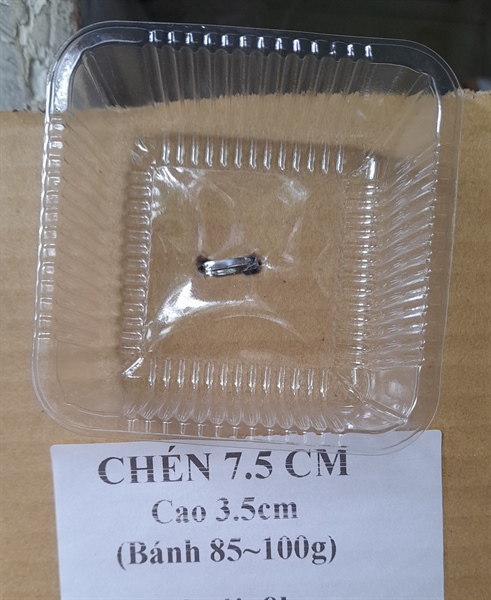 CHÉN 7.5 CM
Cao 3.5cm
(Bánh 85~100g)